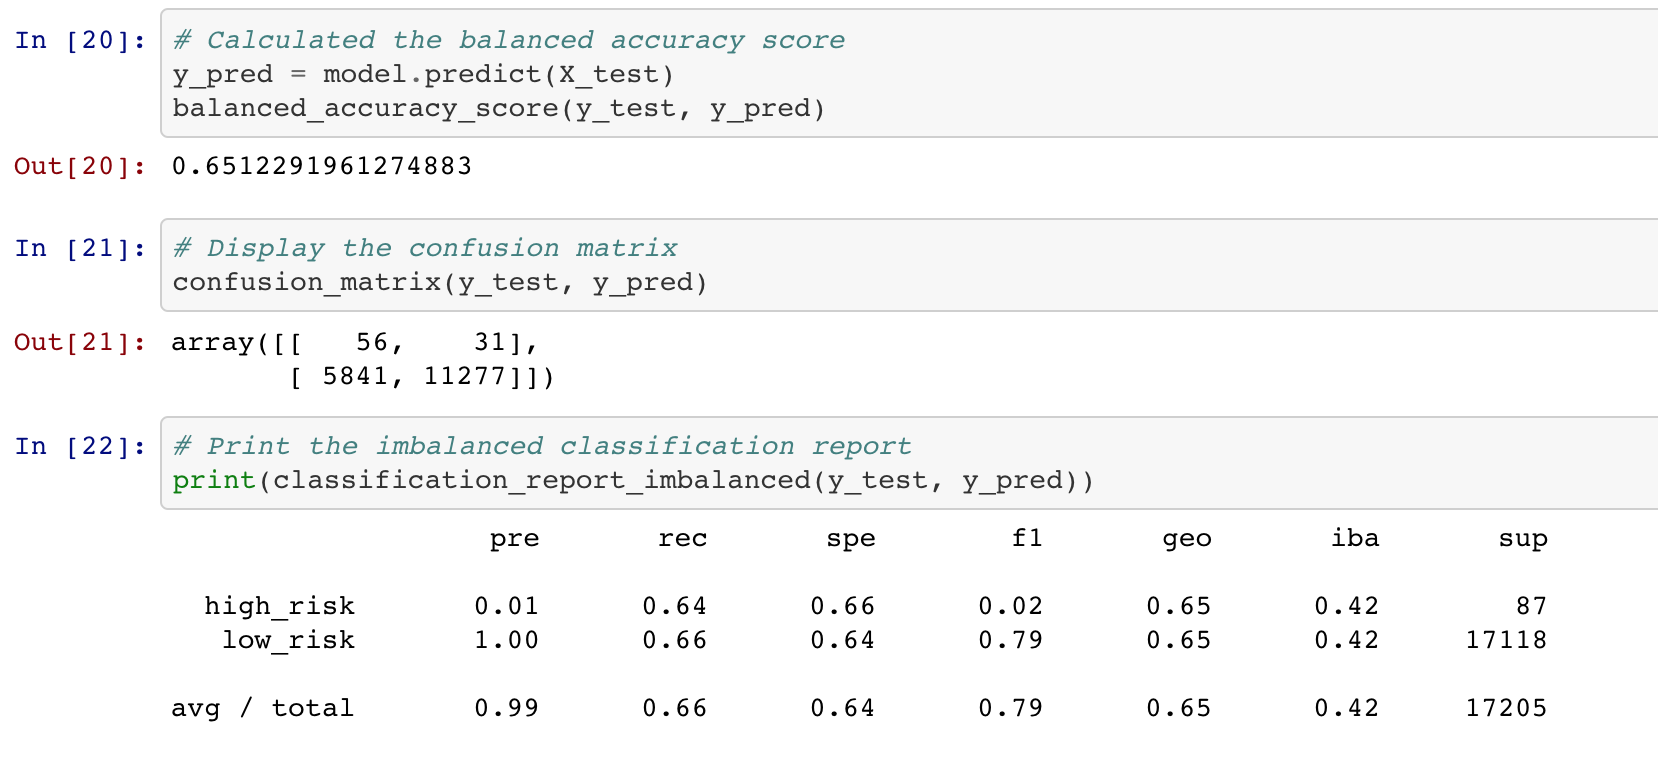 In [20]: # Calculated the balanced accuracy score
y_pred = model.predict(X_test)
balanced_accuracy_score(y_test, y_pred)
Out[20]: 0.6512291961274883
In [21]: # Display the confusion matrix
confusion_matrix(y_test, y_pred)
Out[21]: array([[   56,    31],
       [ 5841, 11277]])
In [22]: # Print the imbalanced classification report
print(classification_report_imbalanced(y_test, y_pred))
pre rec spe f1 geo iba sup
high_risk 0.01 0.64 0.66 0.02 0.65 0.42 87
low_risk 1.00 0.66 0.64 0.79 0.65 0.42 17118
avg / total 0.99 0.66 0.64 0.79 0.65 0.42 17205